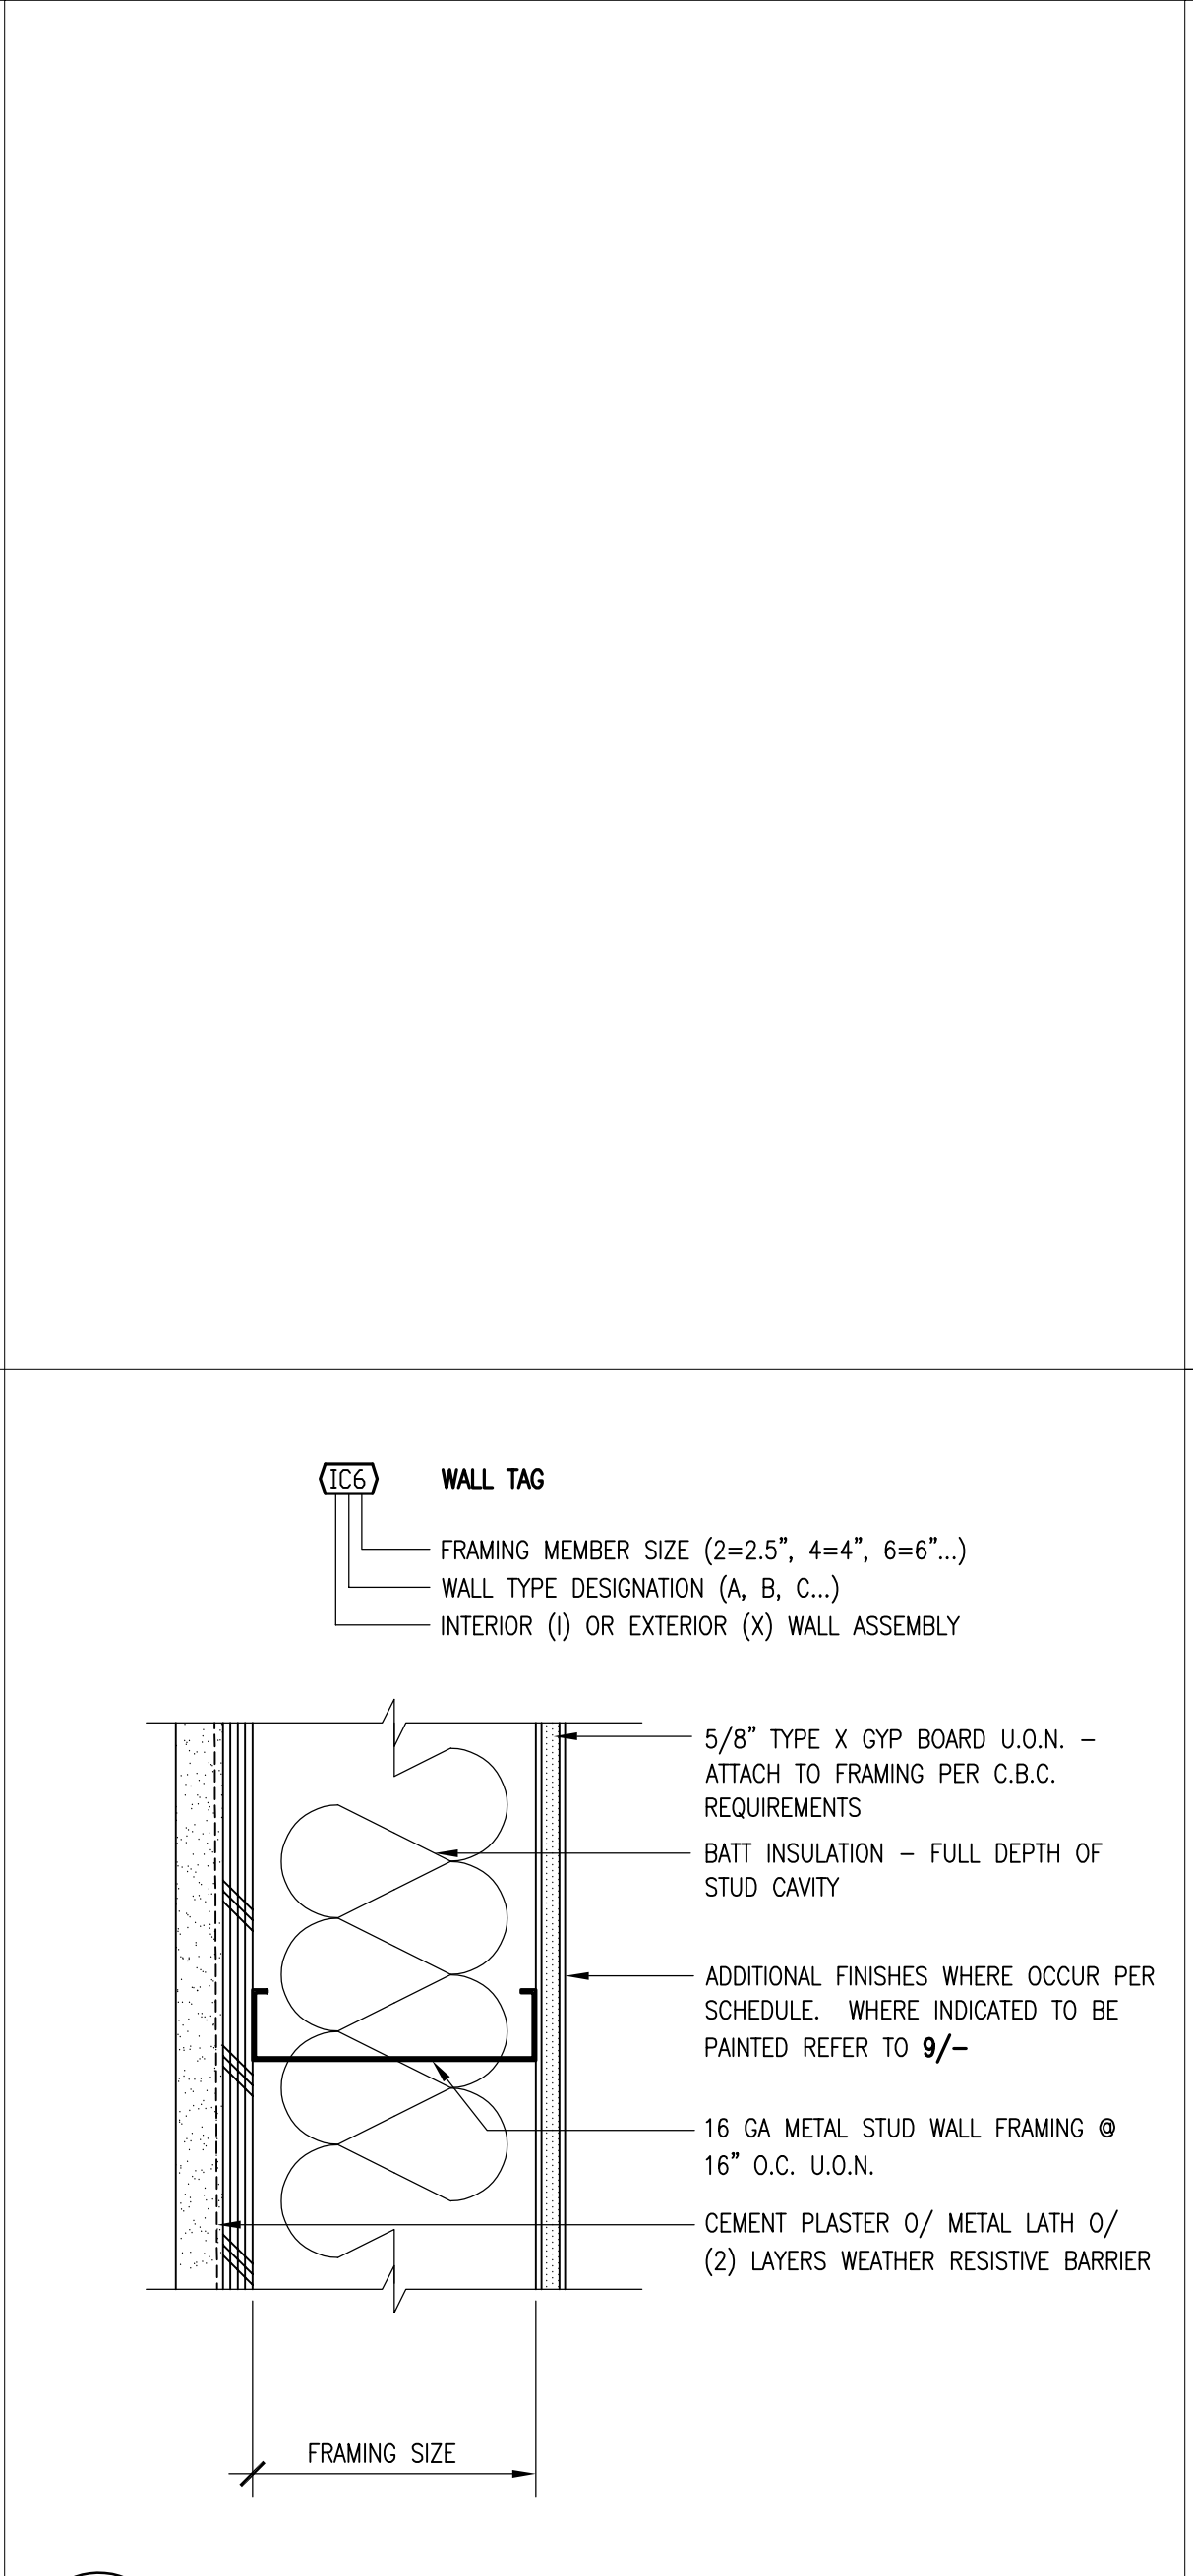 IC6 WALL TAG
FRAMING MEMBER SIZE (2=2.5”, 4=4”, 6=6”...)
WALL TYPE DESIGNATION (A, B, C...)
INTERIOR (I) OR EXTERIOR (X) WALL ASSEMBLY
5/8” TYPE X GYP BOARD U.O.N. –
ATTACH TO FRAMING PER C.B.C.
REQUIREMENTS
BATT INSULATION – FULL DEPTH OF
STUD CAVITY
ADDITIONAL FINISHES WHERE OCCUR PER
SCHEDULE. WHERE INDICATED TO BE
PAINTED REFER TO 9/–
16 GA METAL STUD WALL FRAMING @
16” O.C. U.O.N.
CEMENT PLASTER O/ METAL LATH O/
(2) LAYERS WEATHER RESISTIVE BARRIER
FRAMING SIZE